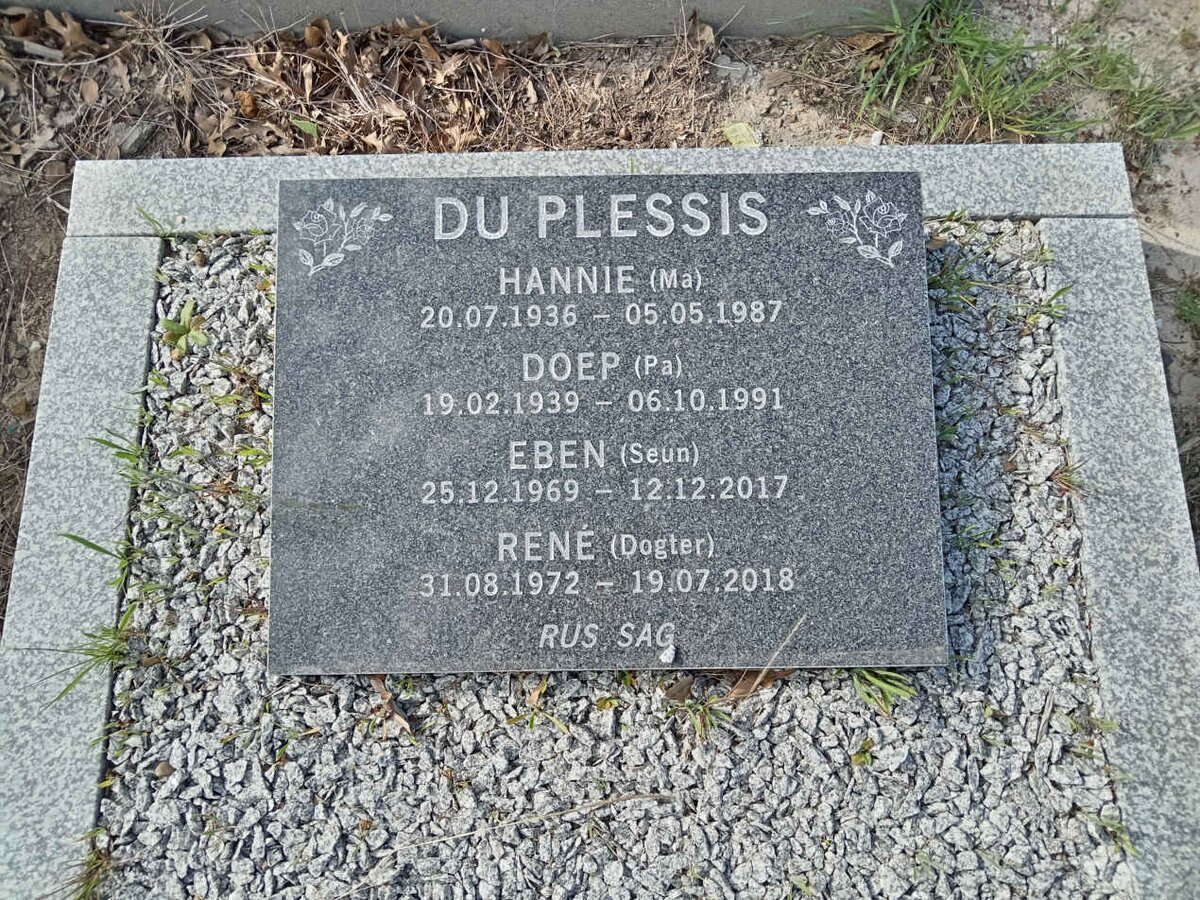 DU PLESSIS
HANNIE (Ma)
20.07.1936 – 05.05.1987
DOEP (Pa)
19.02.1939 – 06.10.1991
EBEN (Seun)
25.12.1969 – 12.12.2017
RENÉ (Dogter)
31.08.1972 – 19.07.2018
RUS SAG